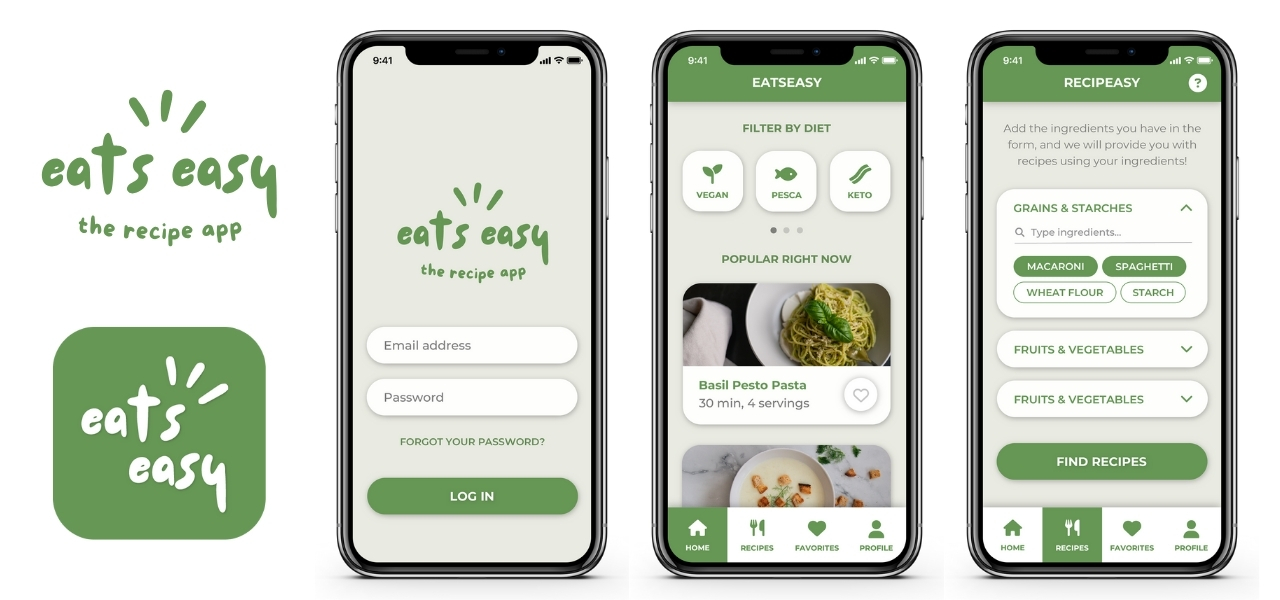 eats easy
the recipe app
eats
easy
9:41
eats easy
the recipe app
Email address
Password
FORGOT YOUR PASSWORD?
LOG IN
9:41
EATSEASY
FILTER BY DIET
VEGAN
PESCA
KETO
POPULAR RIGHT NOW
Basil Pesto Pasta
30 min, 4 servings
HOME
RECIPES
FAVORITES
PROFILE
9:41
RECIPEASY
?
Add the ingredients you have in the
form, and we will provide you with
recipes using your ingredients!
GRAINS & STARCHES
Type ingredients...
MACARONI
SPAGHETTI
WHEAT FLOUR
STARCH
FRUITS & VEGETABLES
FRUITS & VEGETABLES
FIND RECIPES
HOME
RECIPES
FAVORITES
PROFILE